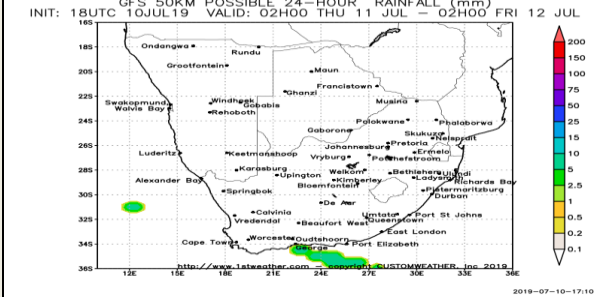 GFS 50KM POSSIBLE 24-HOUR RAINFALL (mm)
INIT: 18UTC 10JUL19 VALID: 02H00 THU 11 JUL - 02H00 FRI 12 JUL
16S
Ondangwa
Rundu
18S
200
Grootfontein
150
20S
Maun
100
Francistown
Ghanzi
75
22S
Musina
Swakopmund
Windhoek
Gobabis
Walvis Bay
Rehoboth
50
24S
Polokwane
Phalaborwa
Gaborone
Skukuza
25
Nelspruit
Pretoria
15
26S
Johannesburg
Ermelo
Luderitz
Keetmanshoop
Vryburg
Potchefstroom
10
28S
Karasburg
Welkom
Bethlehem
Ulundi
Alexander Bay
Upington
Kimberley
Ladysmith
Richards Bay
5
Bloemfontein
Pietermaritzburg
30S
Springbok
Durban
2.5
De Aar
1
Calvinia
Umtata
Port St Johns
32S
Vredendal
Beaufort West
Queenstown
0.5
East London
0.2
Cape Town
Worcester
Oudtshoorn
34S
George
Port Elizabeth
0.1
36S
http://www.1stweather.com - copyright CUSTOMWEATHER, Inc 2019
12E 15E 18E 21E 24E 27E 30E 33E 36E
2019-07-10-17:10